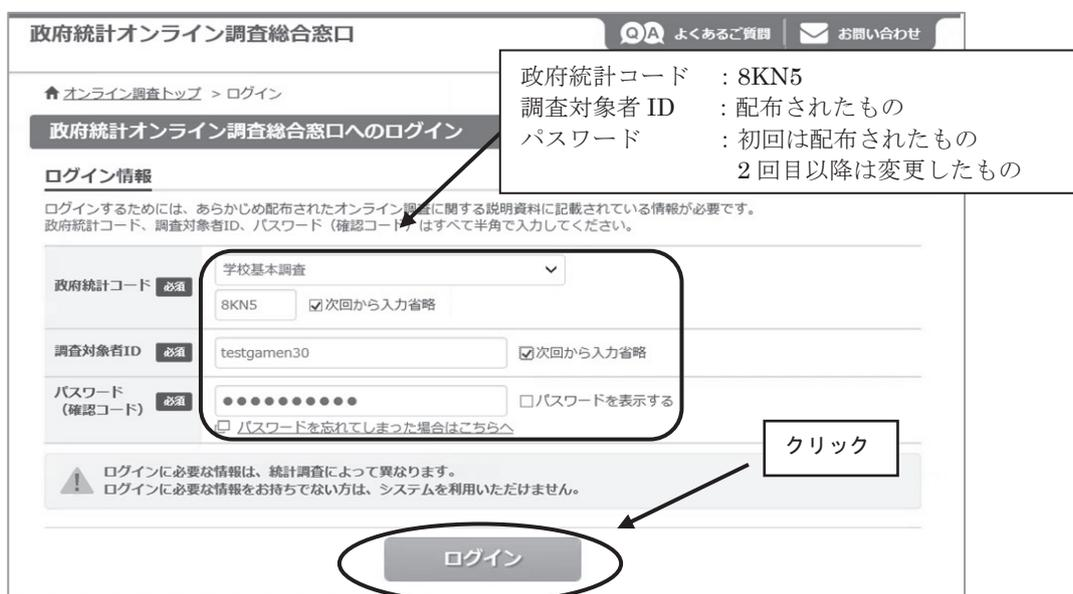 政府統計オンライン調査総合窓口
QA よくあるご質問
お問い合わせ
政府統計コード ：8KN5
調査対象者 ID ：配布されたもの
パスワード ：初回は配布されたもの
2 回目以降は変更したもの
オンライン調査トップ > ログイン
政府統計オンライン調査総合窓口へのログイン
ログイン情報
ログインするためには、あらかじめ配布されたオンライン調査に関する説明資料に記載されている情報が必要です。
政府統計コード、調査対象者ID、パスワード（確認コード）はすべて半角で入力してください。
政府統計コード 必須
学校基本調査
8KN5 次回から入力省略
調査対象者ID 必須 testgamen30 次回から入力省略
パスワード
（確認コード） 必須 ●●●●●●●●●● パスワードを表示する
パスワードを忘れてしまった場合はこちらへ
クリック
ログインに必要な情報は、統計調査によって異なります。
ログインに必要な情報をお持ちでない方は、システムを利用いただけません。
ログイン